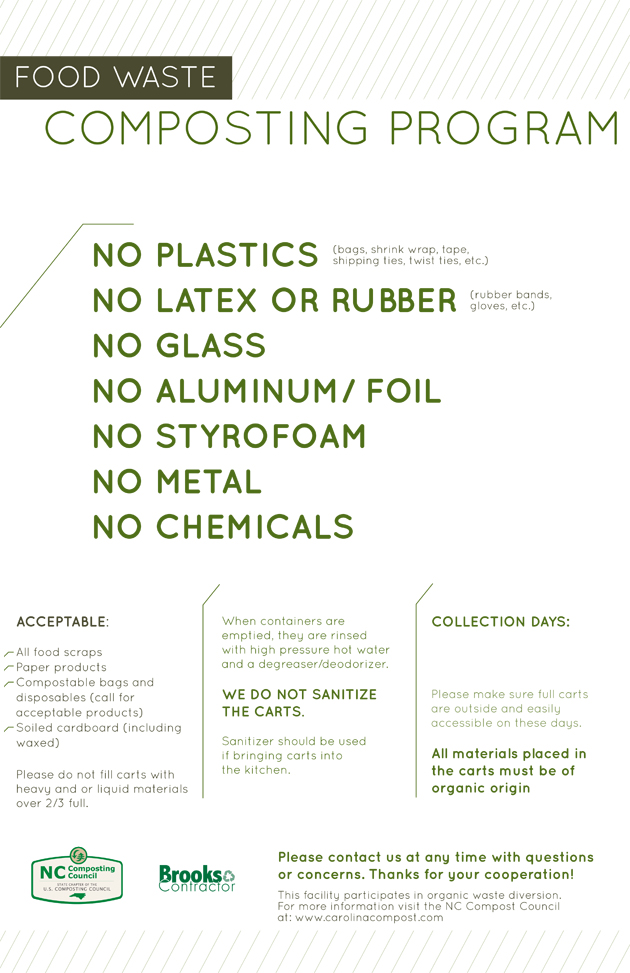 FOOD WASTE
COMPOSTING PROGRAM
NO PLASTICS (bags, shrink wrap, tape,
shipping ties, twist ties, etc.)
NO LATEX OR RUBBER (rubber bands,
gloves, etc.)
NO GLASS
NO ALUMINUM/ FOIL
NO STYROFOAM
NO METAL
NO CHEMICALS
ACCEPTABLE:
All food scraps
Paper products
Compostable bags and
disposables (call for
acceptable products)
Soiled cardboard (including
waxed)
Please do not fill carts with
heavy and or liquid materials
over 2/3 full.
When containers are
emptied, they are rinsed
with high pressure hot water
and a degreaser/deodorizer.
WE DO NOT SANITIZE
THE CARTS.
Sanitizer should be used
if bringing carts into
the kitchen.
COLLECTION DAYS:
Please make sure full carts
are outside and easily
accessible on these days.
All materials placed in
the carts must be of
organic origin
NC Composting
Council
STATE CHAPTER OF THE
U.S. COMPOSTING COUNCIL
Brooks
Contractor
Please contact us at any time with questions
or concerns. Thanks for your cooperation!
This facility participates in organic waste diversion.
For more information visit the NC Compost Council
at: www.carolinacompost.com